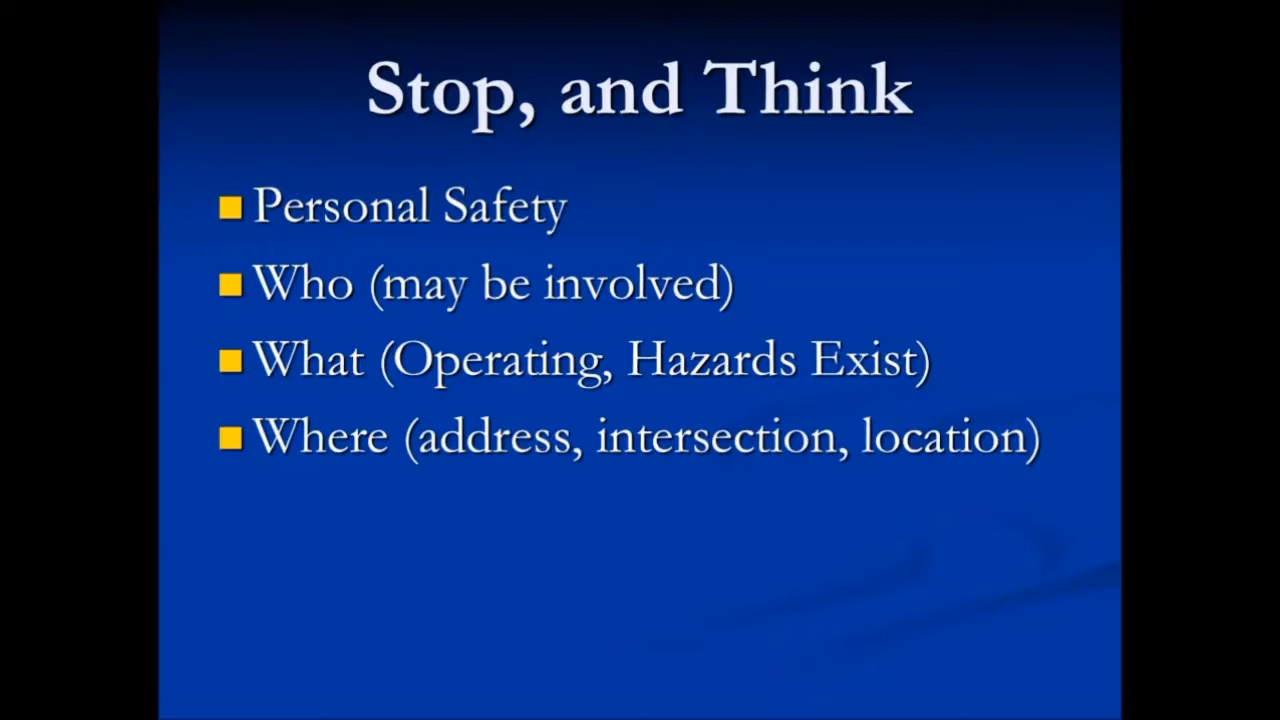 Stop, and Think
Personal Safety
Who (may be involved)
What (Operating, Hazards Exist)
Where (address, intersection, location)